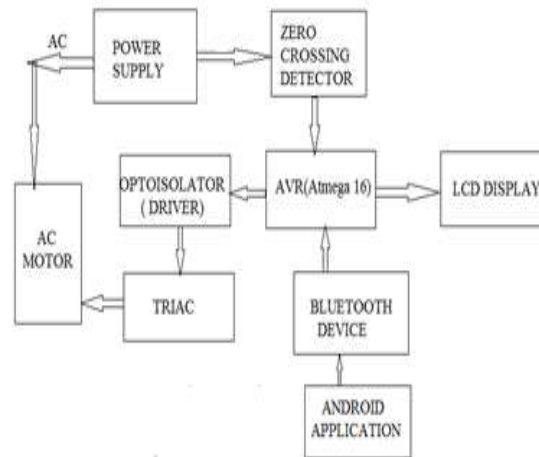 AC
POWER
SUPPLY
ZERO
CROSSING
DETECTOR
OPTOISOLATOR
( DRIVER)
AVR(Atmega 16)
LCD DISPLAY
AC
MOTOR
TRIAC
BLUETOOTH
DEVICE
ANDROID
APPLICATION